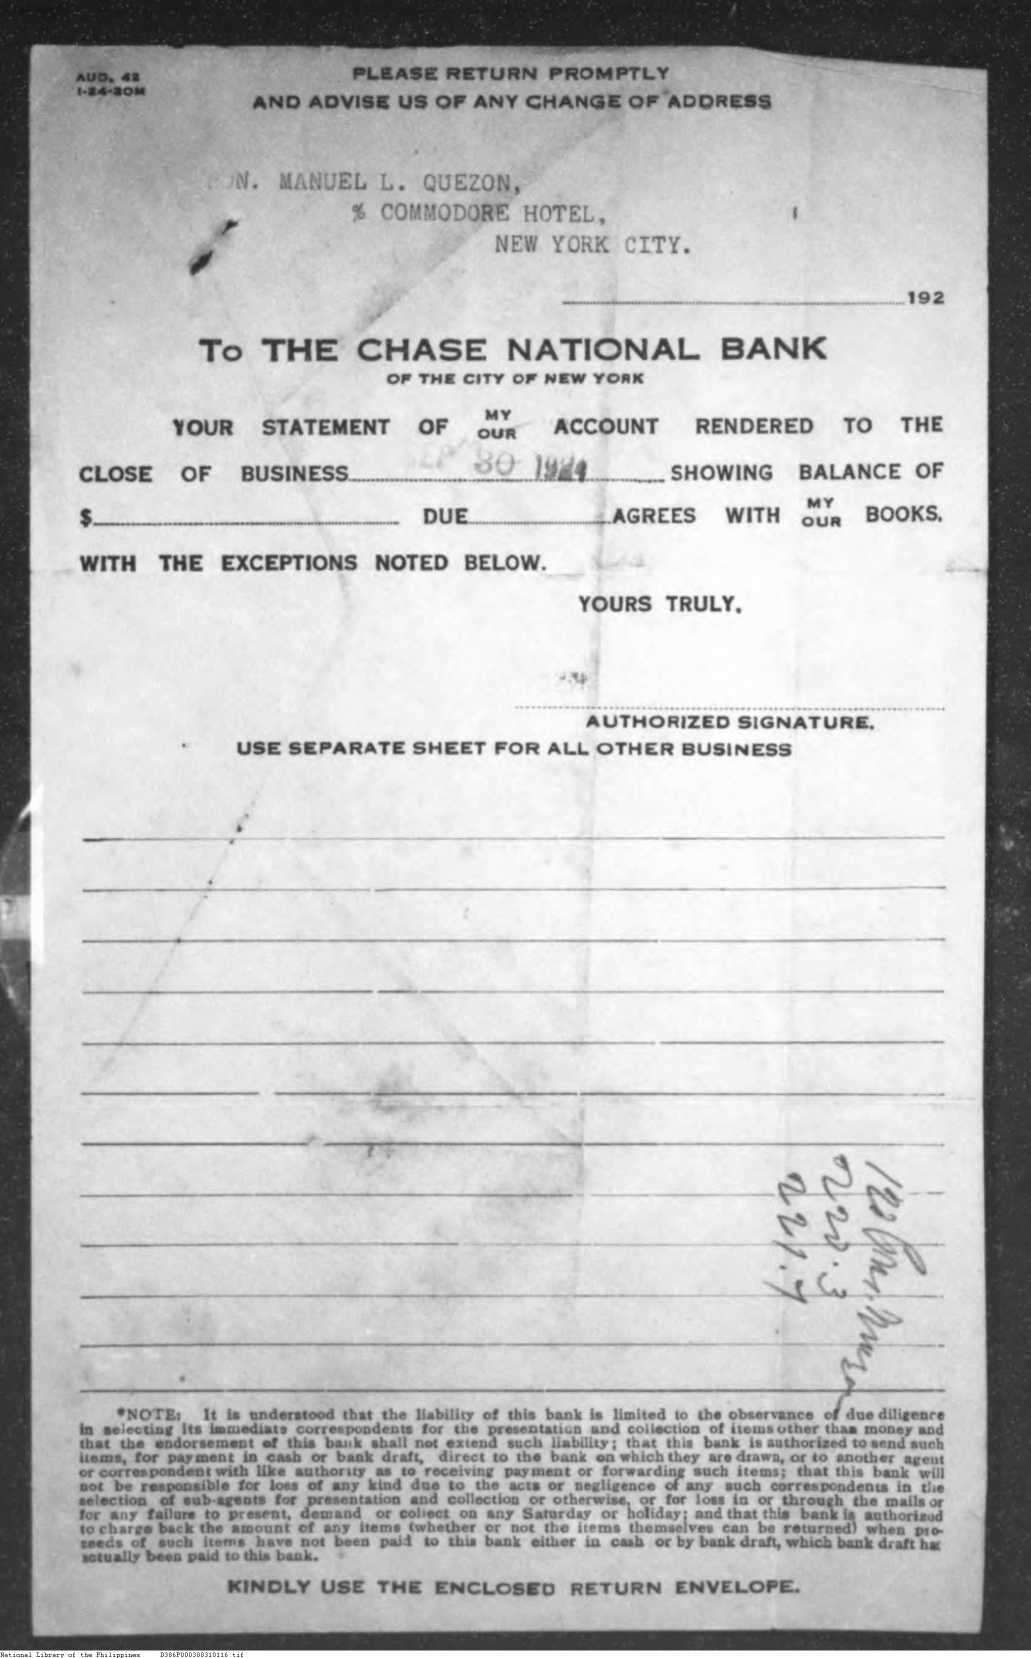 AUD. 42
1-24-20M
PLEASE RETURN PROMPTLY
AND ADVISE US OF ANY CHANGE OF ADDRESS
HON. MANUEL L. QUEZON,
% COMMODORE HOTEL,
NEW YORK CITY.
192
To THE CHASE NATIONAL BANK
OF THE CITY OF NEW YORK
YOUR STATEMENT OF MY OUR ACCOUNT RENDERED TO THE
CLOSE OF BUSINESS 30 1924 SHOWING BALANCE OF
$ DUE AGREES WITH MY OUR BOOKS,
WITH THE EXCEPTIONS NOTED BELOW.
YOURS TRULY,
AUTHORIZED SIGNATURE.
USE SEPARATE SHEET FOR ALL OTHER BUSINESS
220.3
221.7
*NOTE: It is understood that the liability of this bank is limited to the observance of due diligence
in selecting its immediate correspondents for the presentation and collection of items other than money and
that the endorsement of this bank shall not extend such liability; that this bank is authorized to send such
items, for payment in cash or bank draft, direct to the bank on which they are drawn, or to another agent
or correspondent with like authority as to receiving payment or forwarding such items; that this bank will
not be responsible for loss of any kind due to the acts or negligence of any such correspondents in the
selection of sub-agents for presentation and collection or otherwise, or for loss in or through the mails or
for any failure to present, demand or collect on any Saturday or holiday; and that this bank is authorized
to charge back the amount of any items (whether or not the items themselves can be returned) when pro-
ceeds of such items have not been paid to this bank either in cash or by bank draft, which bank draft has
actually been paid to this bank.
KINDLY USE THE ENCLOSED RETURN ENVELOPE.
National Library of the Philippines D386P000308310116.tif